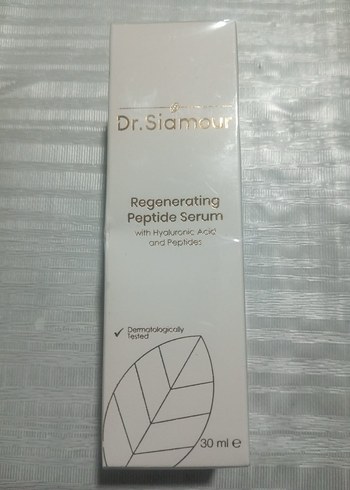 Dr.Siamour
Regenerating
Peptide Serum
with Hyaluronic Acid
and Peptides
✓ Dermatologically
Tested
30 ml ℮